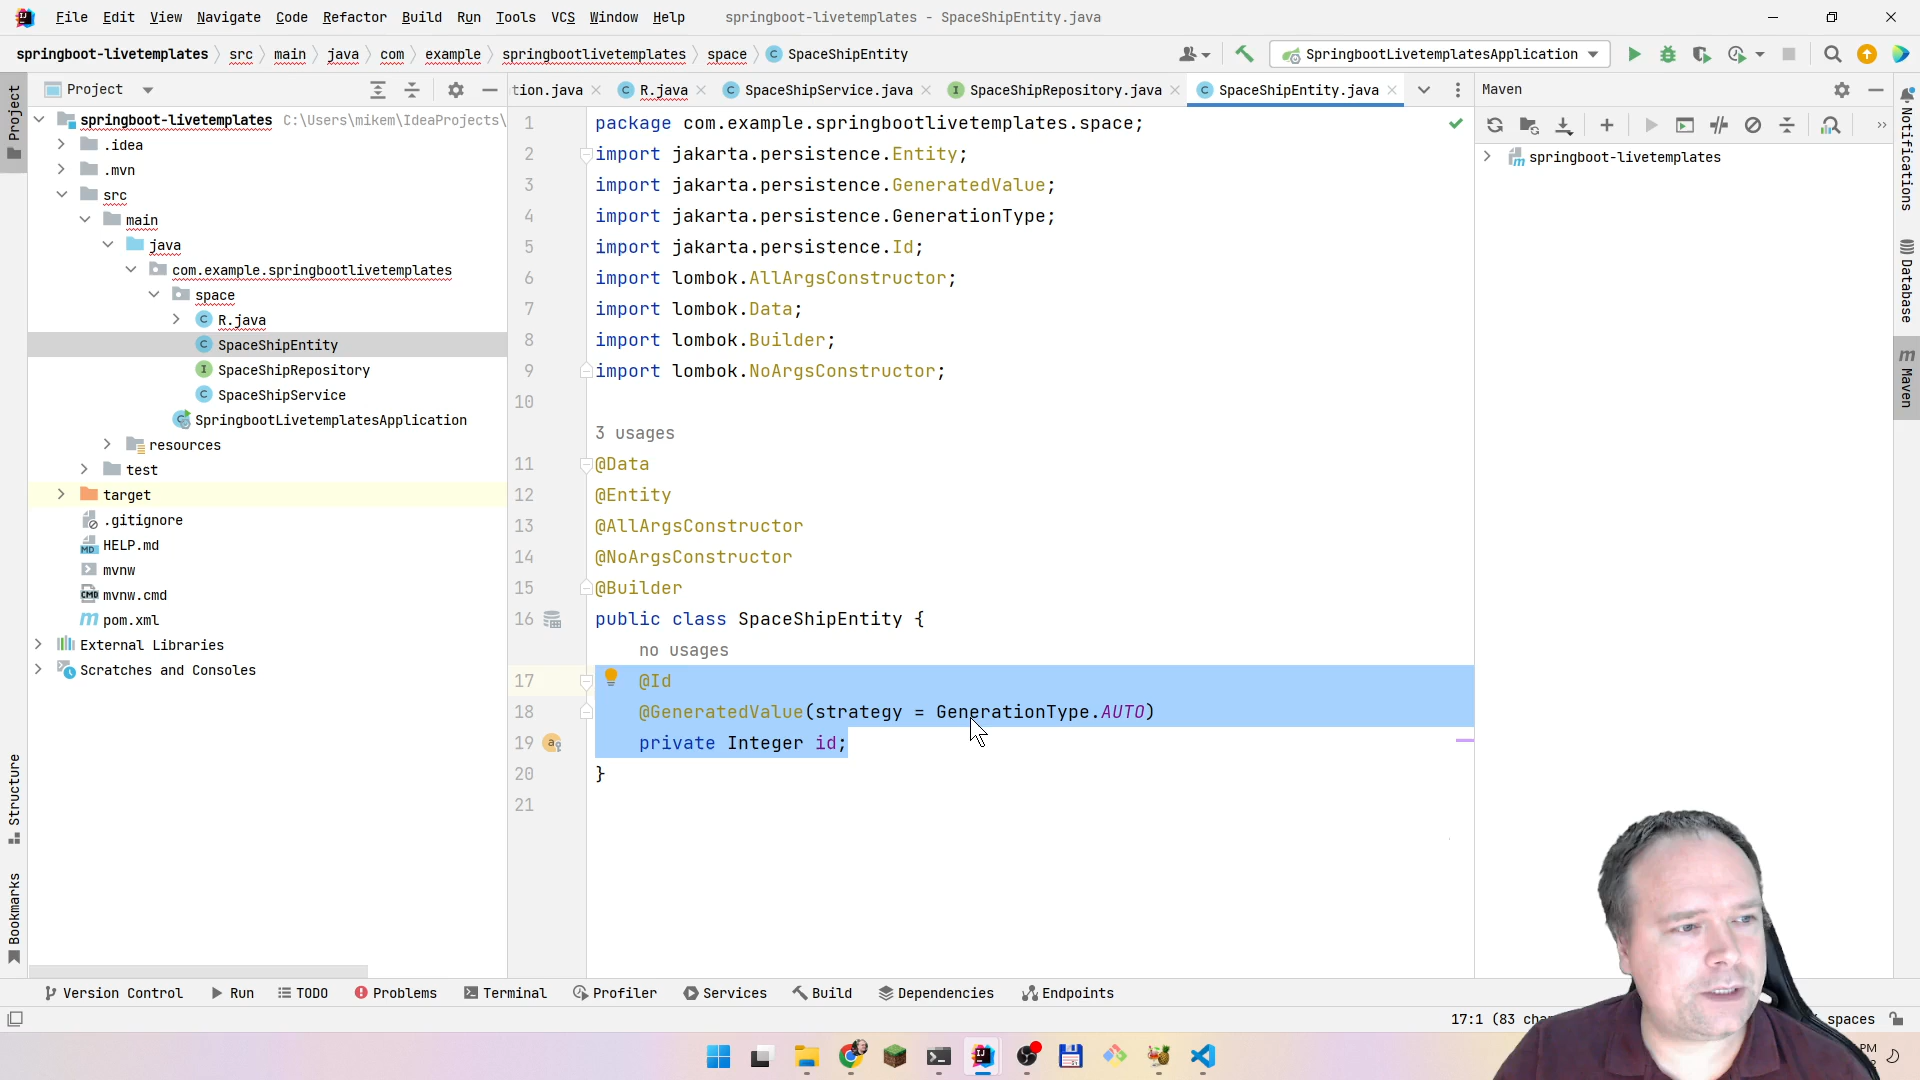 File Edit View Navigate Code Refactor Build Run Tools VCS Window Help springboot-livetemplates - SpaceShipEntity.java
springboot-livetemplates src main java com example springbootlivetemplates space SpaceShipEntity SpringbootLivetemplatesApplication
Project
tion.java R.java SpaceShipService.java SpaceShipRepository.java SpaceShipEntity.java
Maven
springboot-livetemplates C:\Users\mikem\IdeaProjects\
.idea
.mvn
src
main
java
com.example.springbootlivetemplates
space
R.java
SpaceShipEntity
SpaceShipRepository
SpaceShipService
SpringbootLivetemplatesApplication
resources
test
target
.gitignore
HELP.md
mvnw
mvnw.cmd
pom.xml
External Libraries
Scratches and Consoles
1 package com.example.springbootlivetemplates.space;
2 import jakarta.persistence.Entity;
3 import jakarta.persistence.GeneratedValue;
4 import jakarta.persistence.GenerationType;
5 import jakarta.persistence.Id;
6 import lombok.AllArgsConstructor;
7 import lombok.Data;
8 import lombok.Builder;
9 import lombok.NoArgsConstructor;
10
3 usages
11 @Data
12 @Entity
13 @AllArgsConstructor
14 @NoArgsConstructor
15 @Builder
16 public class SpaceShipEntity {
no usages
17 @Id
18 @GeneratedValue(strategy = GenerationType.AUTO)
19 private Integer id;
20 }
21
springboot-livetemplates
Project
Structure
Bookmarks
Notifications
Database
Maven
Version Control Run TODO Problems Terminal Profiler Services Build Dependencies Endpoints
17:1 (83 spaces
PM